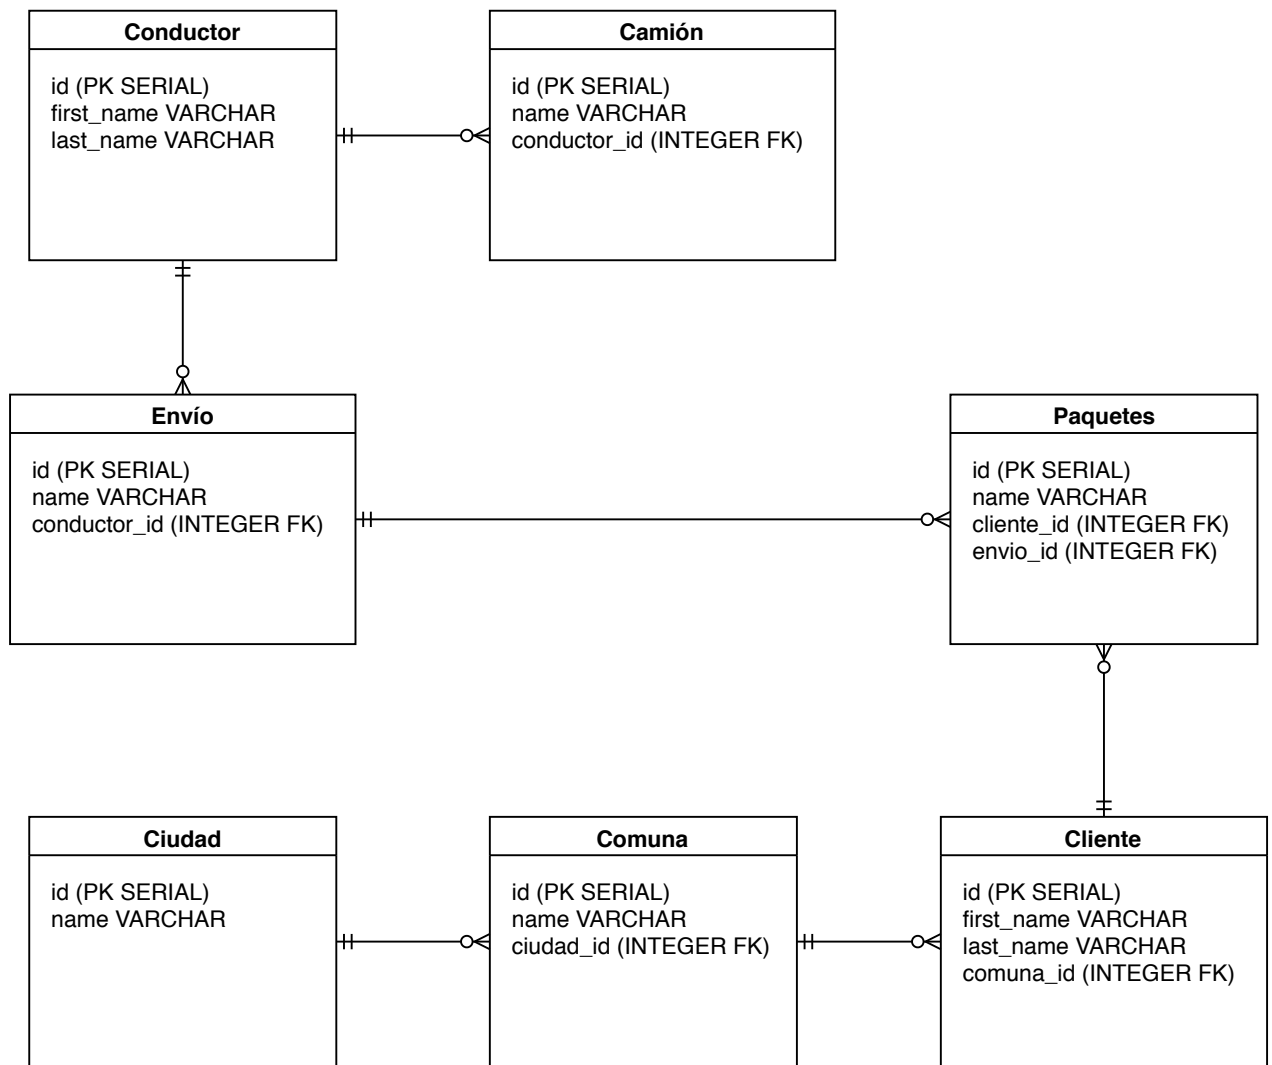 Conductor
id (PK SERIAL)
first_name VARCHAR
last_name VARCHAR
Camión
id (PK SERIAL)
name VARCHAR
conductor_id (INTEGER FK)
Envío
id (PK SERIAL)
name VARCHAR
conductor_id (INTEGER FK)
Paquetes
id (PK SERIAL)
name VARCHAR
cliente_id (INTEGER FK)
envio_id (INTEGER FK)
Ciudad
id (PK SERIAL)
name VARCHAR
Comuna
id (PK SERIAL)
name VARCHAR
ciudad_id (INTEGER FK)
Cliente
id (PK SERIAL)
first_name VARCHAR
last_name VARCHAR
comuna_id (INTEGER FK)